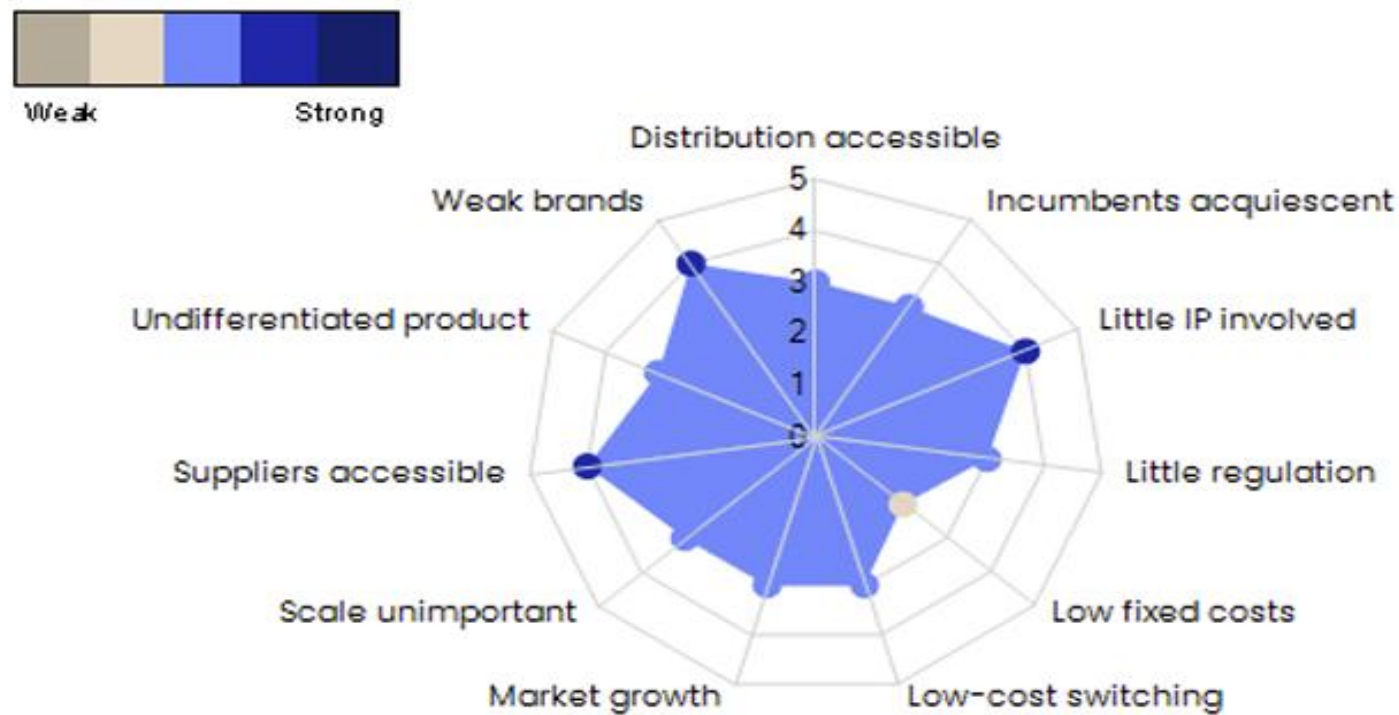 Weak Strong
Distribution accessible
Weak brands
Incumbents acquiescent
5
4
3
2
1
0
Undifferentiated product
Little IP involved
Suppliers accessible
Little regulation
Scale unimportant
Low fixed costs
Market growth
Low-cost switching